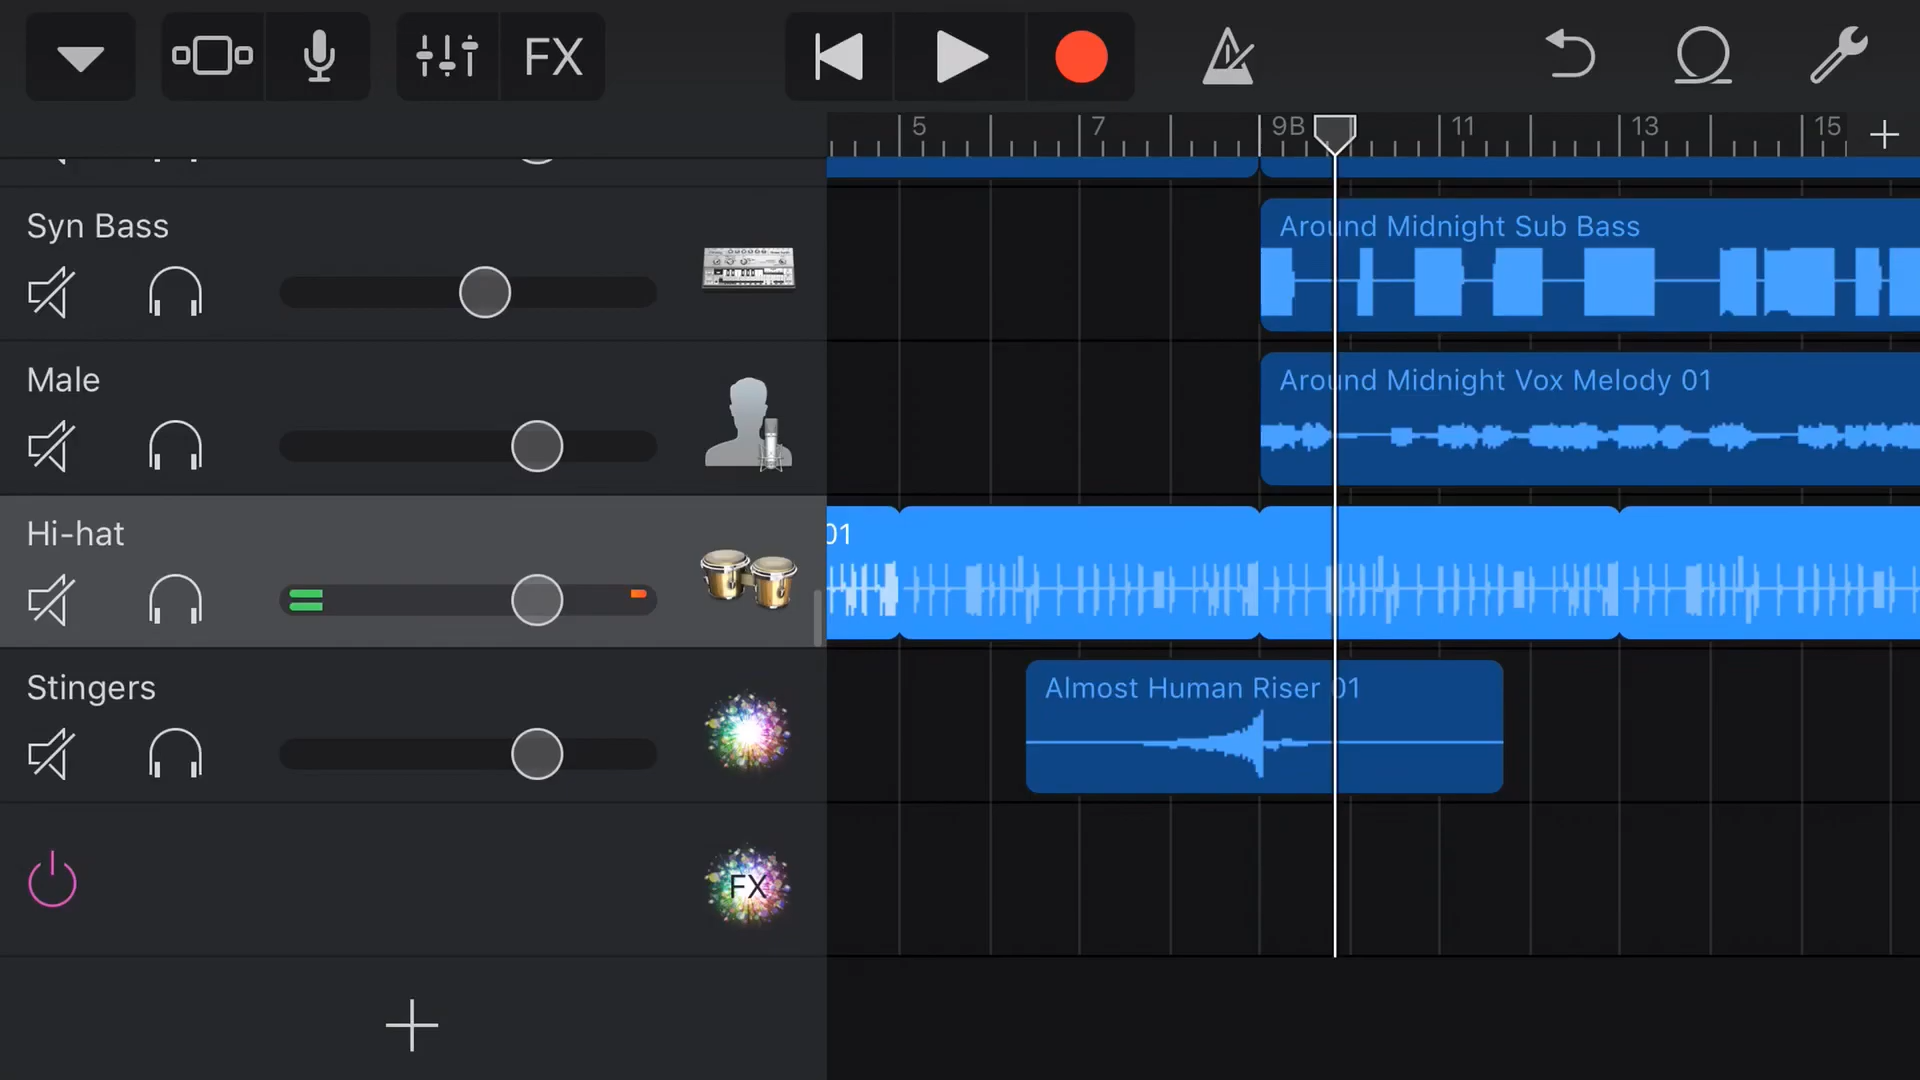 FX
5
7
9B
11
13
15
Syn Bass
Around Midnight Sub Bass
Male
Around Midnight Vox Melody 01
Hi-hat
01
Stingers
Almost Human Riser 01
FX